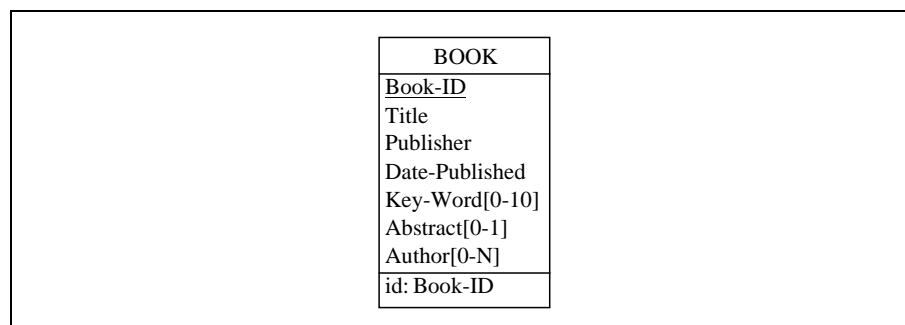 BOOK
Book-ID
Title
Publisher
Date-Published
Key-Word[0-10]
Abstract[0-1]
Author[0-N]
id: Book-ID